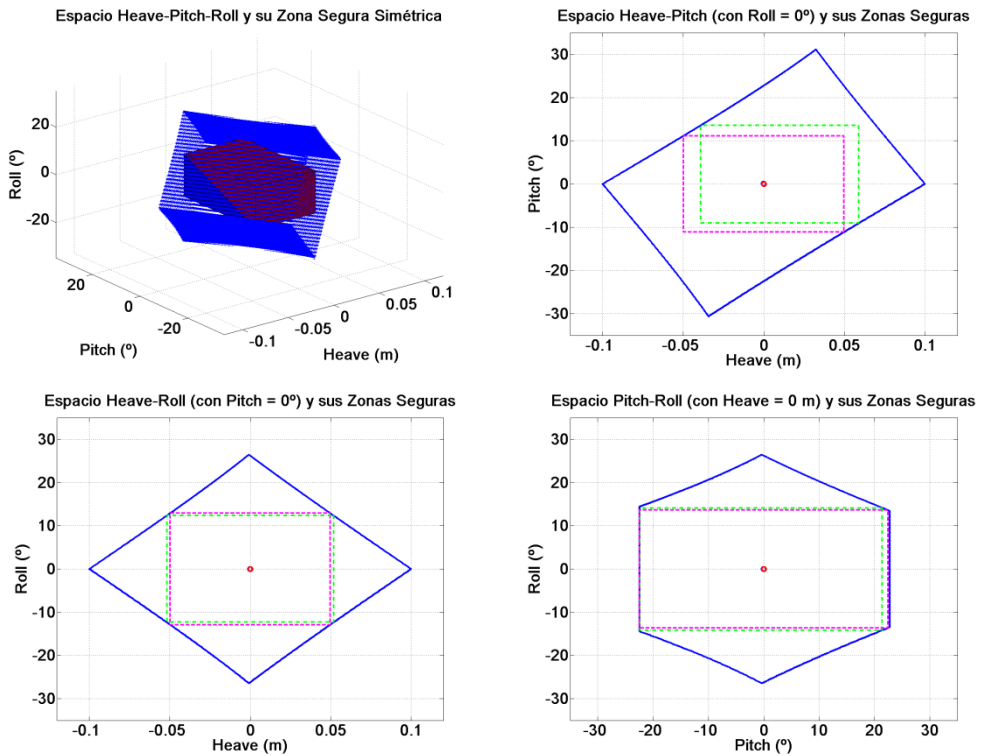 Espacio Heave-Pitch-Roll y su Zona Segura Simétrica
Roll (º)
20
0
-20
20
0
-20
Pitch (º)
-0.1
-0.05
0
0.05
0.1
Heave (m)
Espacio Heave-Pitch (con Roll = 0º) y sus Zonas Seguras
Pitch (º)
30
20
10
0
-10
-20
-30
-0.1 -0.05 0 0.05 0.1
Heave (m)
Espacio Heave-Roll (con Pitch = 0º) y sus Zonas Seguras
Roll (º)
30
20
10
0
-10
-20
-30
-0.1 -0.05 0 0.05 0.1
Heave (m)
Espacio Pitch-Roll (con Heave = 0 m) y sus Zonas Seguras
Roll (º)
30
20
10
0
-10
-20
-30
-30 -20 -10 0 10 20 30
Pitch (º)